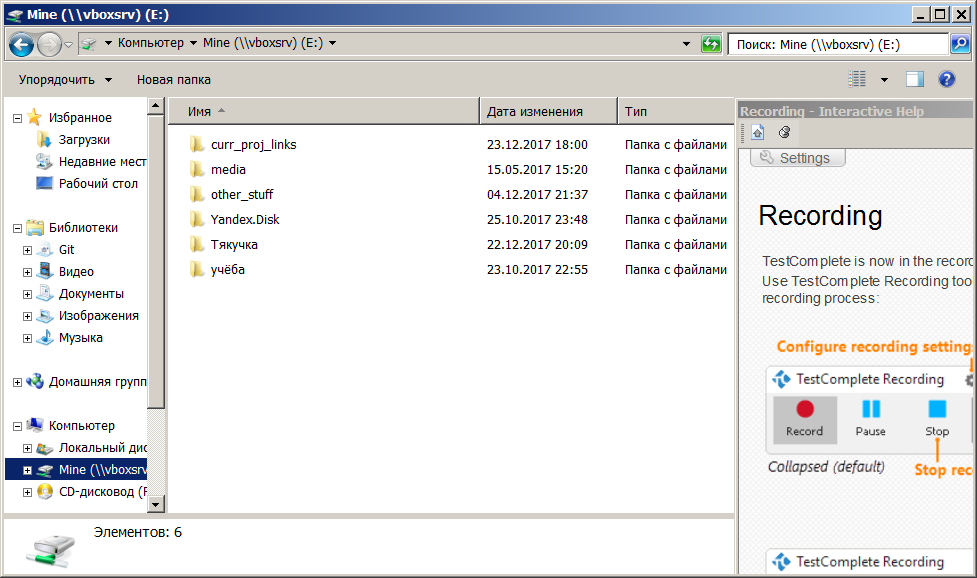 Mine (\\vboxsrv) (E:)
Компьютер Mine (\\vboxsrv) (E:)
Поиск: Mine (\\vboxsrv) (E:)
Упорядочить Новая папка
Избранное
Загрузки
Недавние мест
Рабочий стол
Библиотеки
Git
Видео
Документы
Изображения
Музыка
Домашняя групп
Компьютер
Локальный дис
Mine (\\vboxsrv
CD-дисковод (F
Имя Дата изменения Тип
curr_proj_links 23.12.2017 18:00 Папка с файлами
media 15.05.2017 15:20 Папка с файлами
other_stuff 04.12.2017 21:37 Папка с файлами
Yandex.Disk 25.10.2017 23:48 Папка с файлами
Тякучка 22.12.2017 20:09 Папка с файлами
учёба 23.10.2017 22:55 Папка с файлами
Recording - Interactive Help
Settings
Recording
TestComplete is now in the record
Use TestComplete Recording too
recording process:
Configure recording setting
TestComplete Recording
Record Pause Stop
Collapsed (default)
Stop rec
TestComplete Recording
Элементов: 6